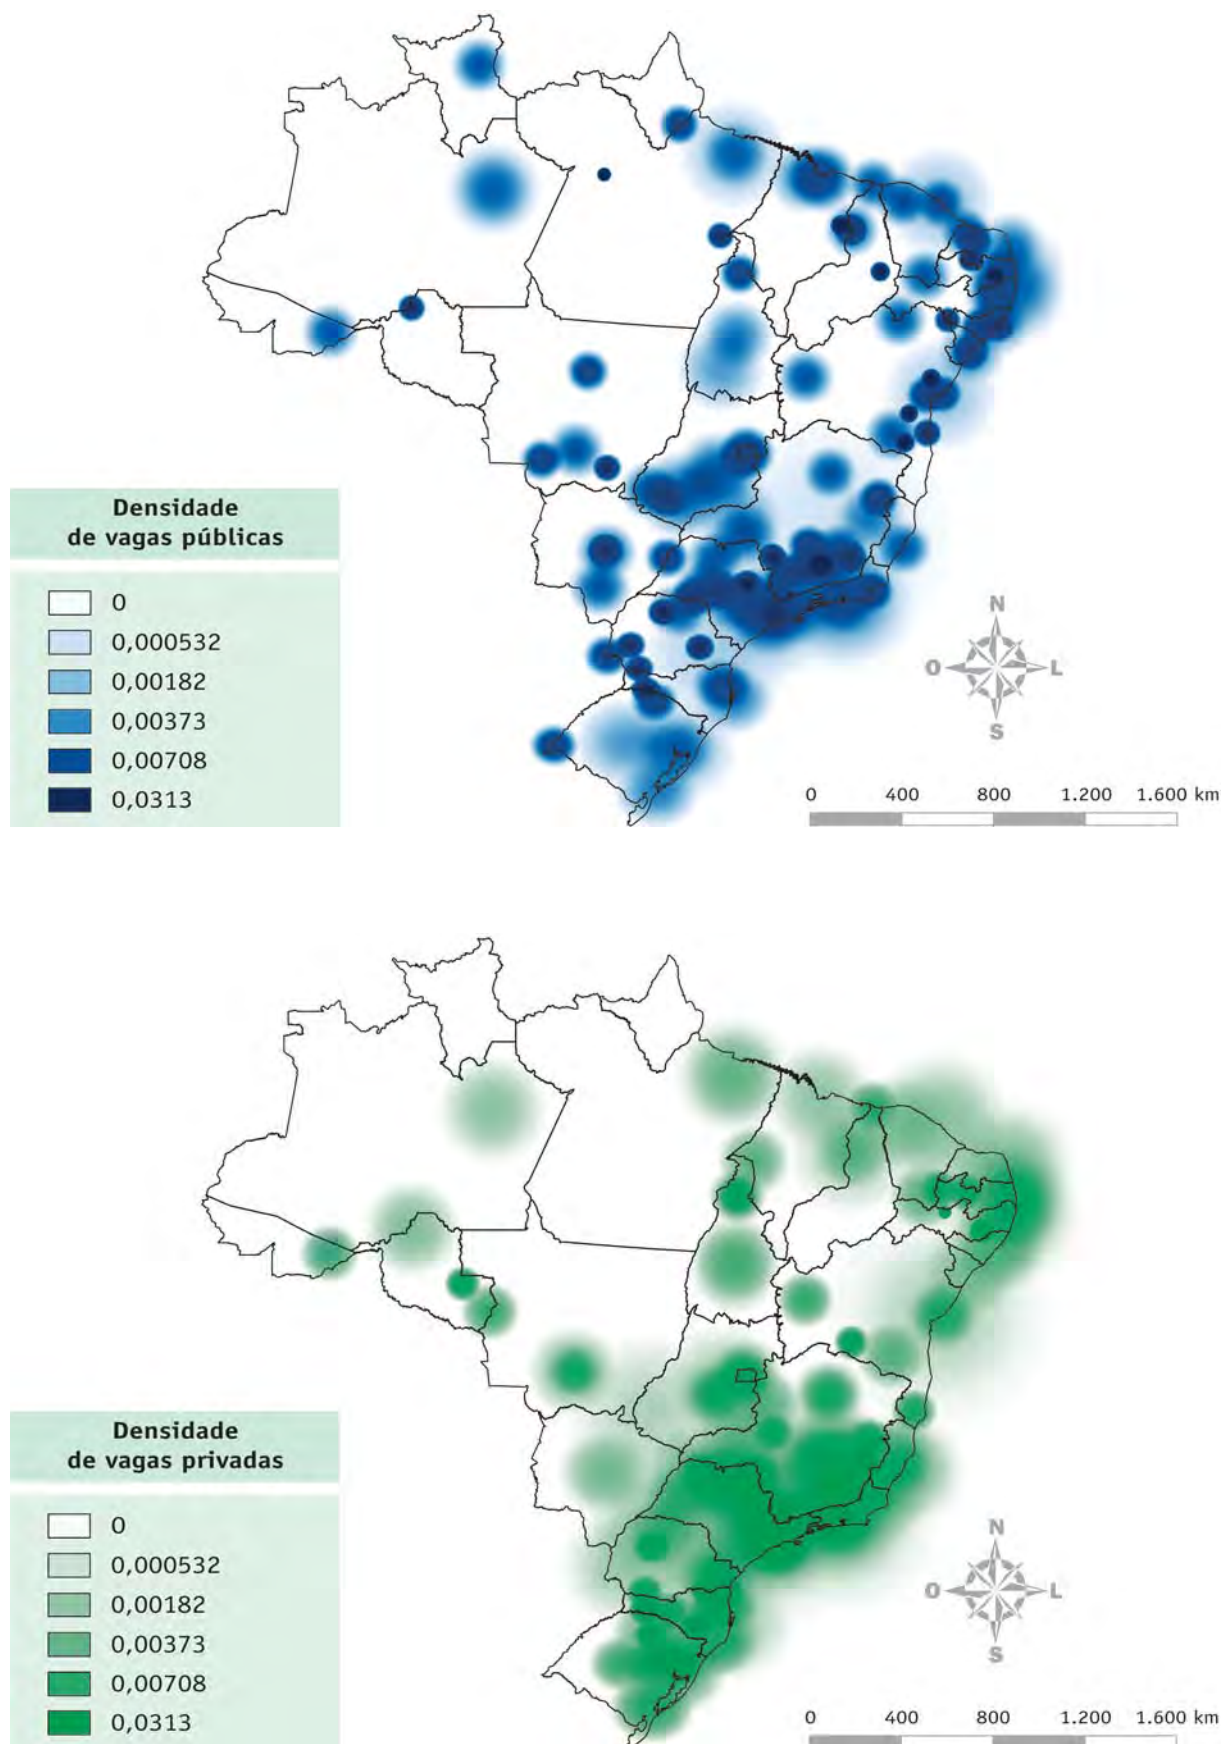 Densidade
de vagas públicas
0
0,000532
0,00182
0,00373
0,00708
0,0313
N
O
L
S
0
400
800
1.200
1.600 km
Densidade
de vagas privadas
0
0,000532
0,00182
0,00373
0,00708
0,0313
N
O
L
S
0
400
800
1.200
1.600 km